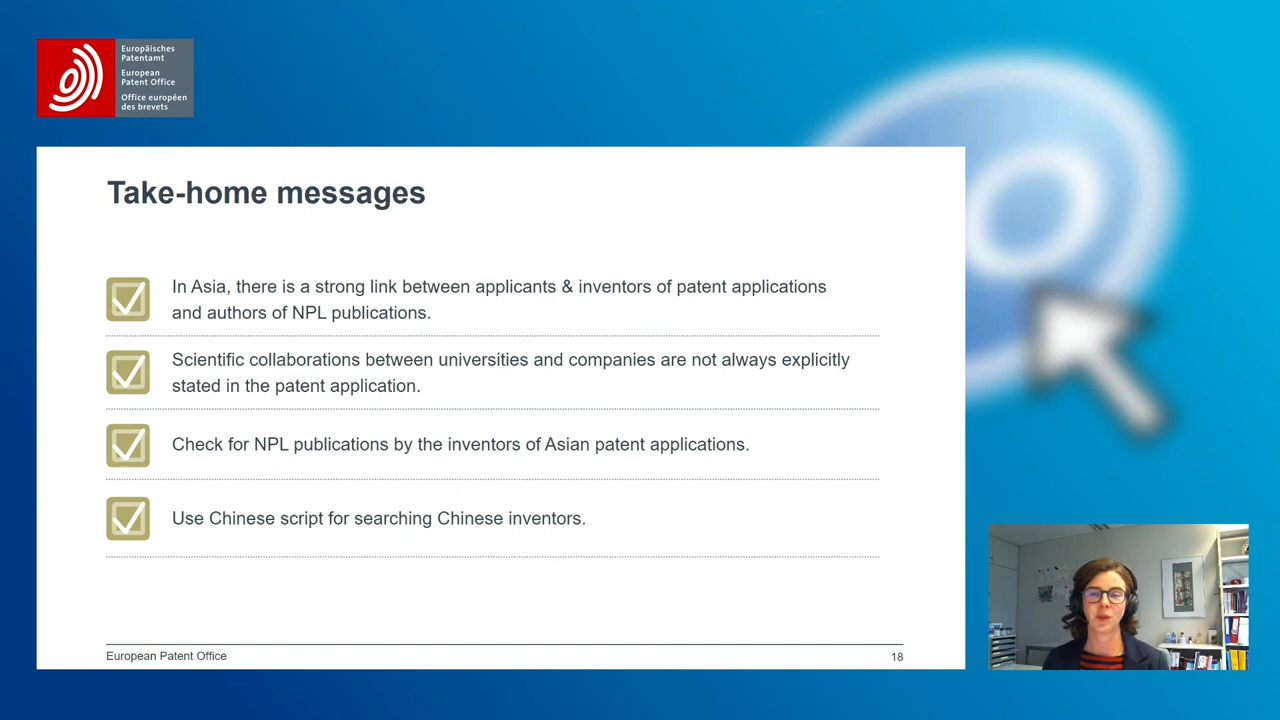 Europäisches
Patentamt
European
Patent Office
Office européen
des brevets
Take-home messages
In Asia, there is a strong link between applicants & inventors of patent applications
and authors of NPL publications.
Scientific collaborations between universities and companies are not always explicitly
stated in the patent application.
Check for NPL publications by the inventors of Asian patent applications.
Use Chinese script for searching Chinese inventors.
European Patent Office
18